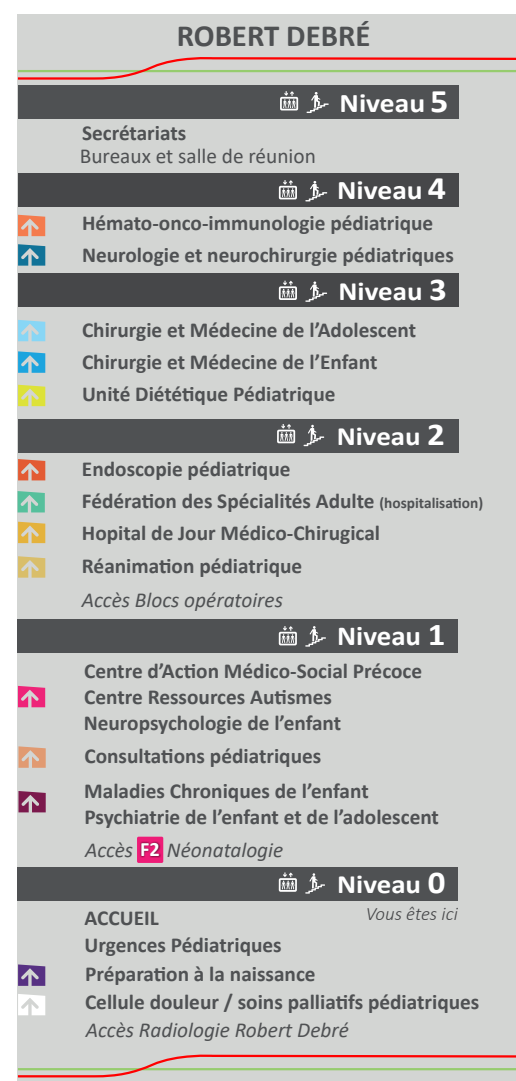 ROBERT DEBRÉ
Niveau 5
Secrétariats
Bureaux et salle de réunion
Niveau 4
Hémato-onco-immunologie pédiatrique
Neurologie et neurochirurgie pédiatriques
Niveau 3
Chirurgie et Médecine de l’Adolescent
Chirurgie et Médecine de l’Enfant
Unité Diététique Pédiatrique
Niveau 2
Endoscopie pédiatrique
Fédération des Spécialités Adulte (hospitalisation)
Hopital de Jour Médico-Chirugical
Réanimation pédiatrique
Accès Blocs opératoires
Niveau 1
Centre d’Action Médico-Social Précoce
Centre Ressources Autismes
Neuropsychologie de l’enfant
Consultations pédiatriques
Maladies Chroniques de l’enfant
Psychiatrie de l’enfant et de l’adolescent
Accès F2 Néonatalogie
Niveau 0
Vous êtes ici
ACCUEIL
Urgences Pédiatriques
Préparation à la naissance
Cellule douleur / soins palliatifs pédiatriques
Accès Radiologie Robert Debré